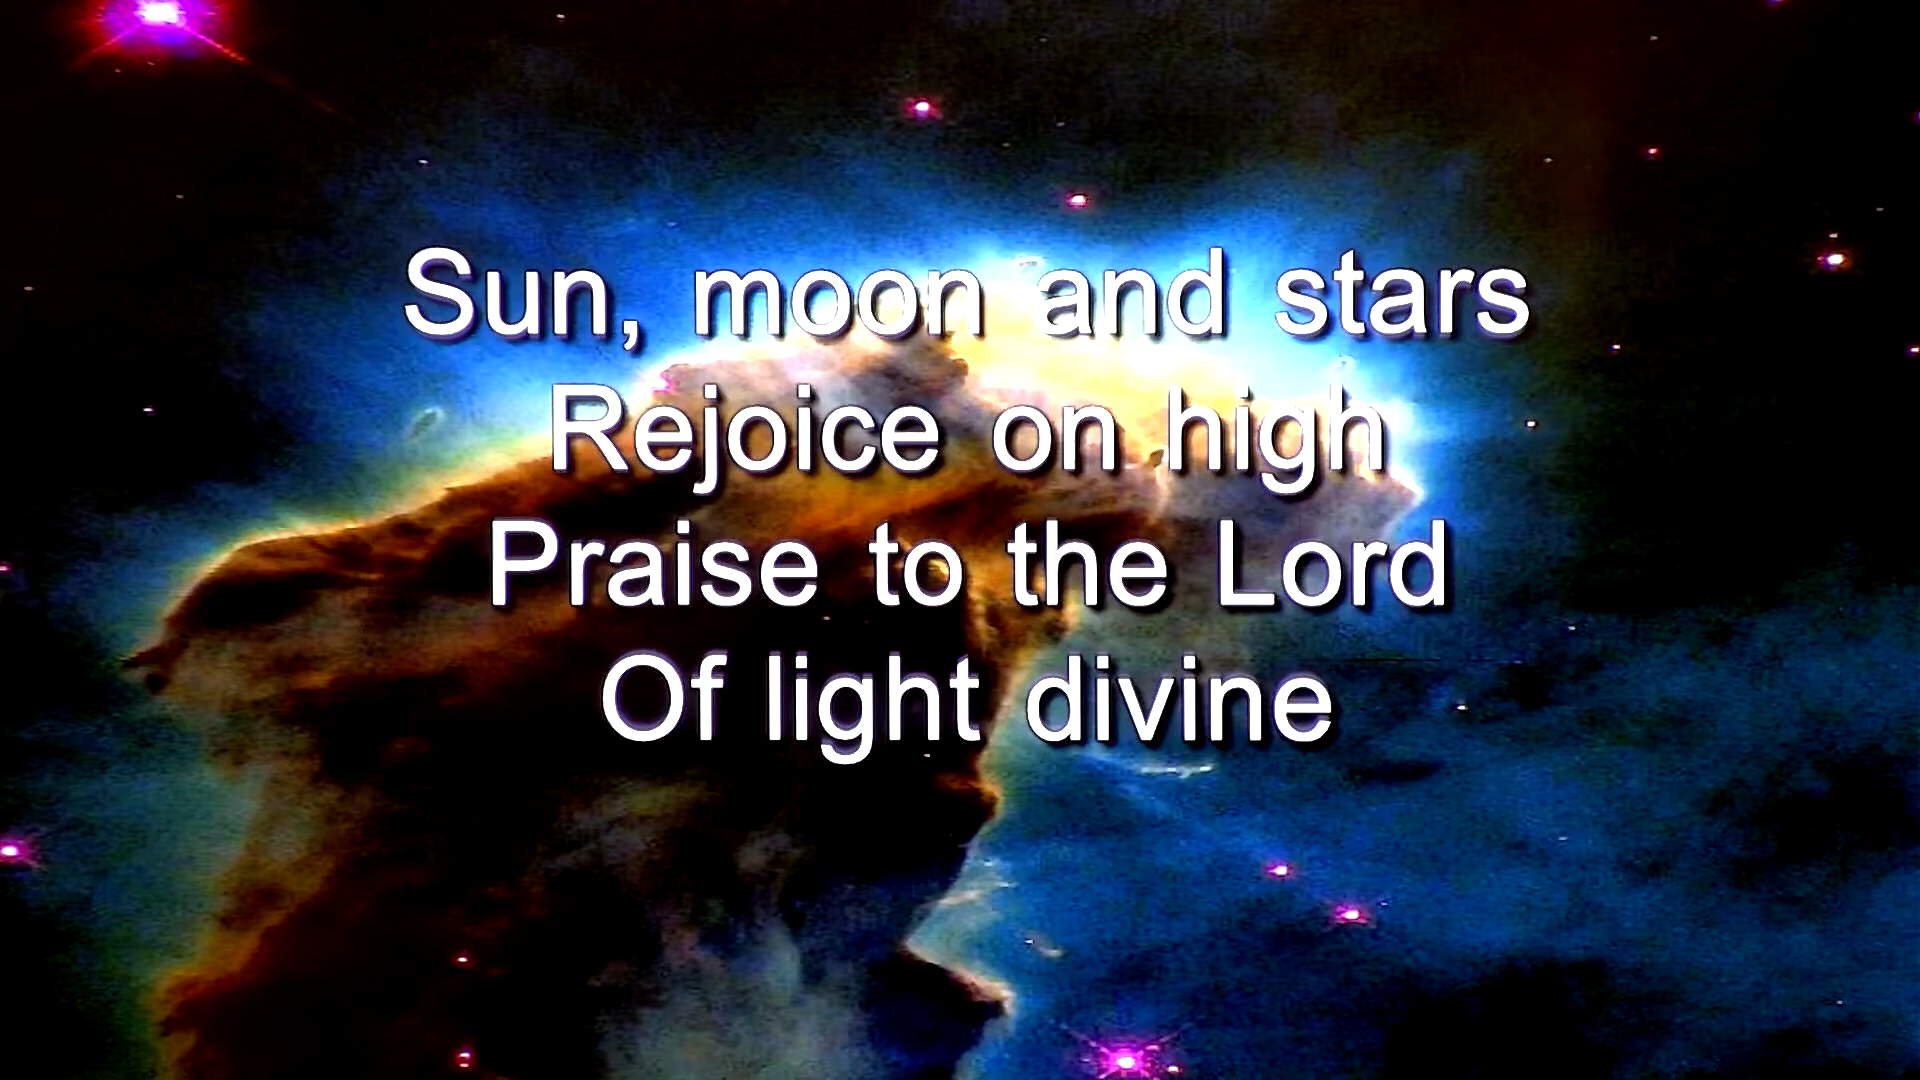 Sun, moon and stars
Rejoice on high
Praise to the Lord
Of light divine